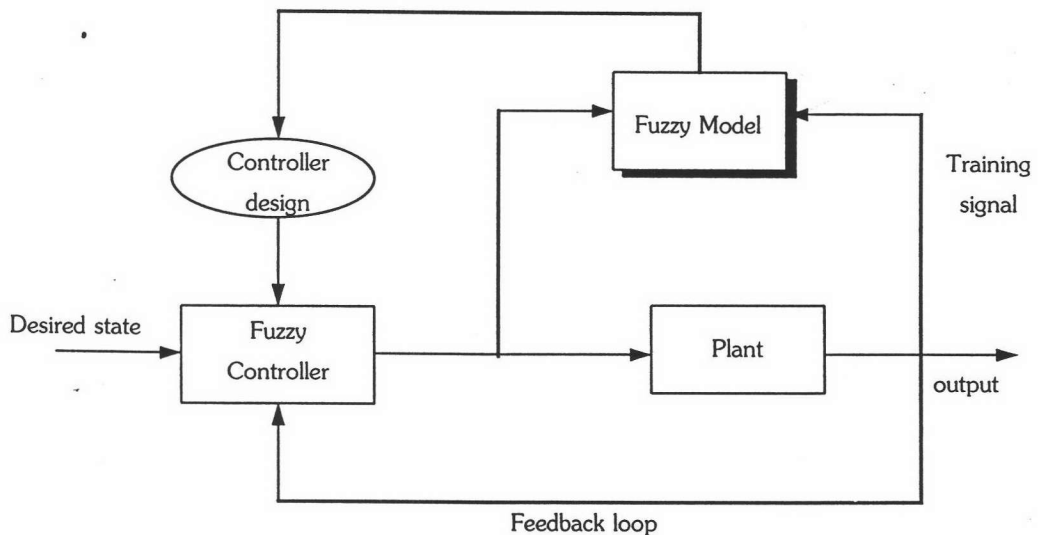 Fuzzy Model
Controller
design
Training
signal
Desired state
Fuzzy
Controller
Plant
output
Feedback loop